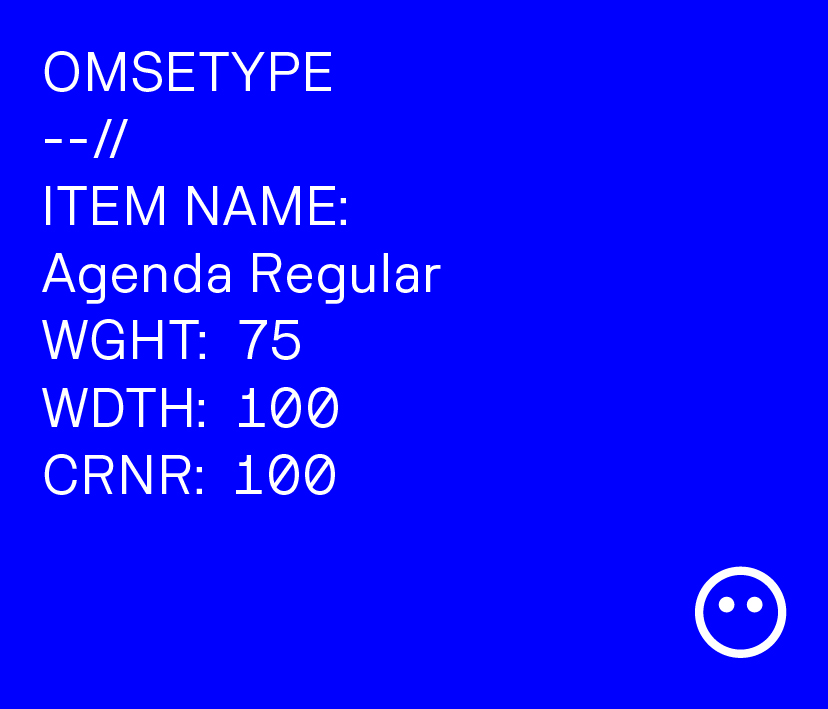 OMSETYPE
--//
ITEM NAME:
Agenda Regular
WGHT: 75
WDTH: 100
CRNR: 100